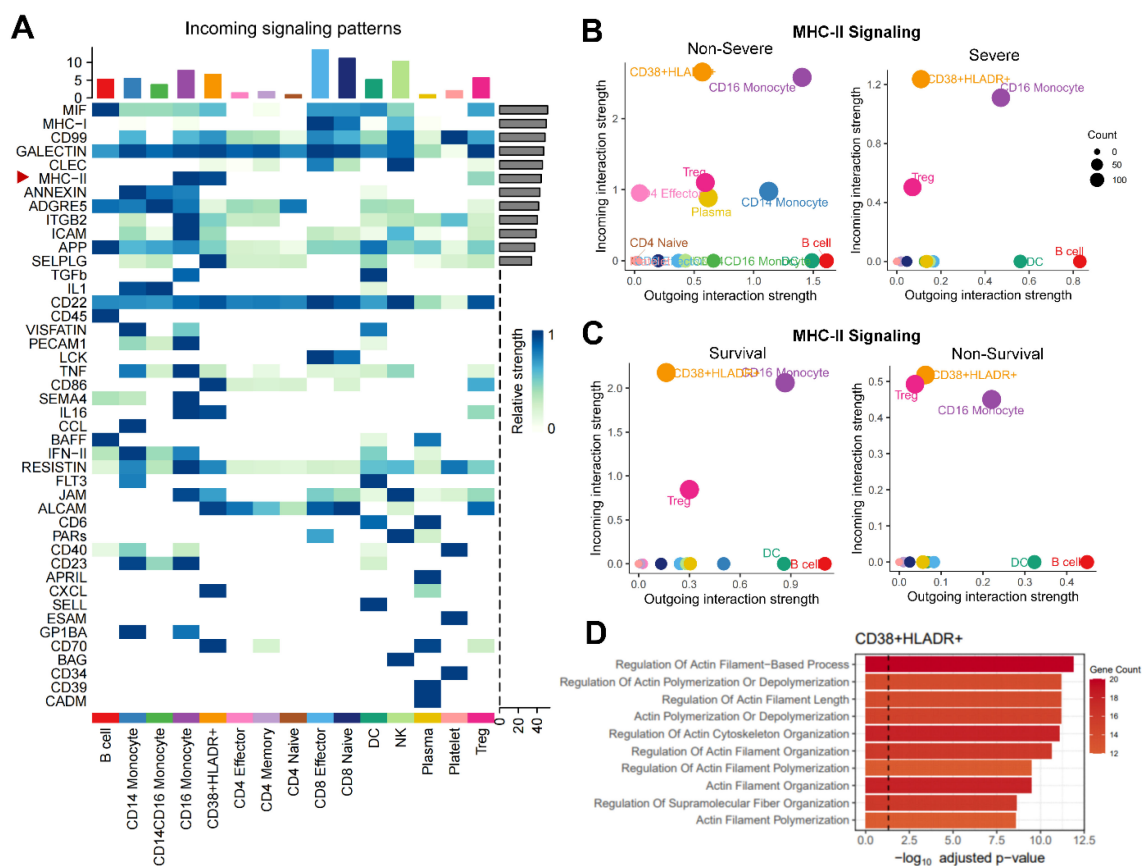 A
Incoming signaling patterns
10
5
0
MIF
MHC-I
CD99
GALECTIN
CLEC
MHC-II
ANNEXIN
ADGRE5
ITGB2
ICAM
APP
SELPLG
TGFb
IL1
CD22
CD45
VISFATIN
PECAM1
LCK
TNF
CD86
SEMA4
IL16
CCL
BAFF
IFN-II
RESISTIN
FLT3
JAM
ALCAM
CD6
PARs
CD40
CD23
APRIL
CXCL
SELL
ESAM
GP1BA
CD70
BAG
CD34
CD39
CADM
Relative strength
1
0
0
20
40
B cell
CD14 Monocyte
CD14CD16 Monocyte
CD16 Monocyte
CD38+HLADR+
CD4 Effector
CD4 Memory
CD4 Naive
CD8 Effector
CD8 Naive
DC
NK
Plasma
Platelet
Treg
B
MHC-II Signaling
Non-Severe
Incoming interaction strength
2
1
0
CD38+HLADR+
CD16 Monocyte
Treg
Plasma
CD14 Monocyte
CD4 Naive
B cell
DC
0.0
0.5
1.0
1.5
Outgoing interaction strength
Severe
Incoming interaction strength
1.2
0.8
0.4
0.0
CD38+HLADR+
CD16 Monocyte
Treg
DC
B cell
0.0
0.2
0.4
0.6
0.8
Outgoing interaction strength
Count
0
50
100
C
MHC-II Signaling
Survival
Incoming interaction strength
2.0
1.5
1.0
0.5
0.0
CD38+HLADR+
CD16 Monocyte
Treg
DC
B cell
0.0
0.3
0.6
0.9
Outgoing interaction strength
Non-Survival
Incoming interaction strength
0.5
0.4
0.3
0.2
0.1
0.0
CD38+HLADR+
Treg
CD16 Monocyte
DC
B cell
0.0
0.1
0.2
0.3
0.4
Outgoing interaction strength
D
CD38+HLADR+
Regulation Of Actin Filament-Based Process
Regulation Of Actin Polymerization Or Depolymerization
Regulation Of Actin Filament Length
Actin Polymerization Or Depolymerization
Regulation Of Actin Cytoskeleton Organization
Regulation Of Actin Filament Organization
Regulation Of Actin Filament Polymerization
Actin Filament Organization
Regulation Of Supramolecular Fiber Organization
Actin Filament Polymerization
0.0
2.5
5.0
7.5
10.0
12.5
−log10 adjusted p-value
Gene Count
20
18
16
14
12